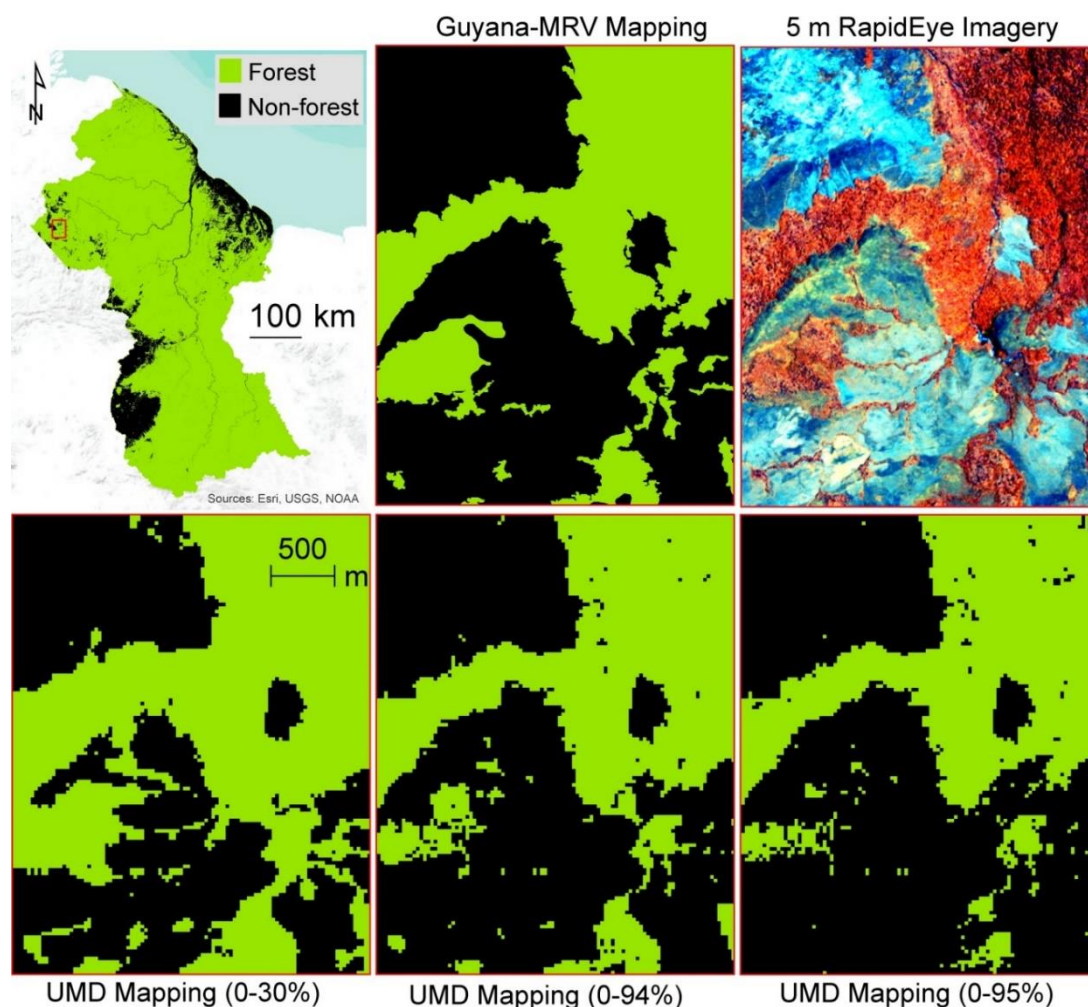 Guyana-MRV Mapping
5 m RapidEye Imagery
N
Forest
Non-forest
100 km
Sources: Esri, USGS, NOAA
500
m
UMD Mapping (0-30%)
UMD Mapping (0-94%)
UMD Mapping (0-95%)